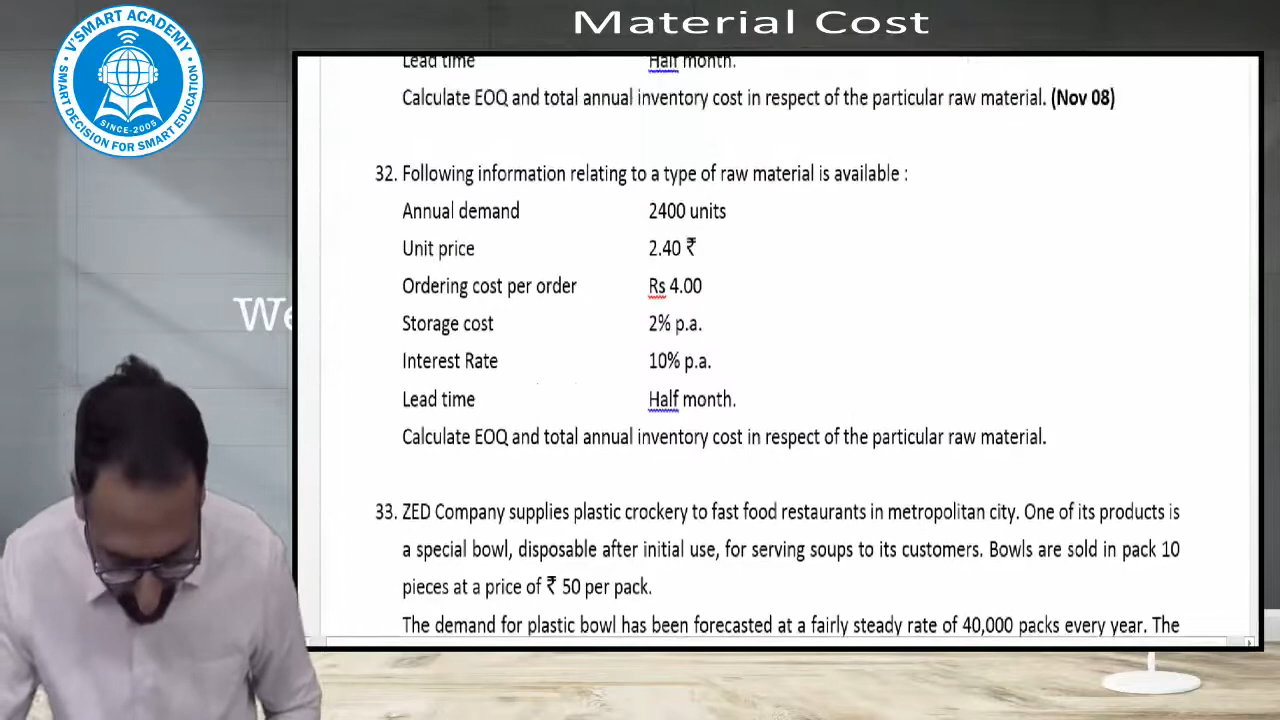 Material Cost
V'SMART ACADEMY
SMART DECISION FOR SMART EDUCATION
SINCE-2005
We
Lead time Half month.
Calculate EOQ and total annual inventory cost in respect of the particular raw material. (Nov 08)
32. Following information relating to a type of raw material is available :
Annual demand 2400 units
Unit price 2.40 ₹
Ordering cost per order Rs 4.00
Storage cost 2% p.a.
Interest Rate 10% p.a.
Lead time Half month.
Calculate EOQ and total annual inventory cost in respect of the particular raw material.
33. ZED Company supplies plastic crockery to fast food restaurants in metropolitan city. One of its products is
a special bowl, disposable after initial use, for serving soups to its customers. Bowls are sold in pack 10
pieces at a price of ₹ 50 per pack.
The demand for plastic bowl has been forecasted at a fairly steady rate of 40,000 packs every year. The